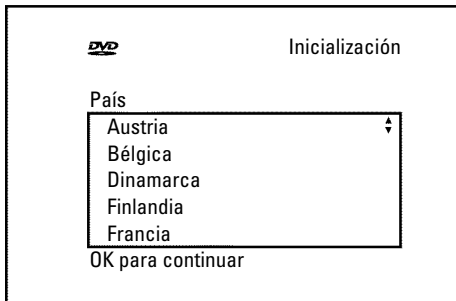 DVD Inicialización
País
Austria
Bélgica
Dinamarca
Finlandia
Francia
OK para continuar